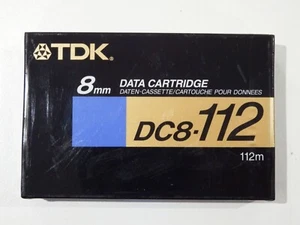 TDK
8mm DATA CARTRIDGE
DATEN-CASSETTE/CARTOUCHE POUR DONNEES
DC8-112
112m